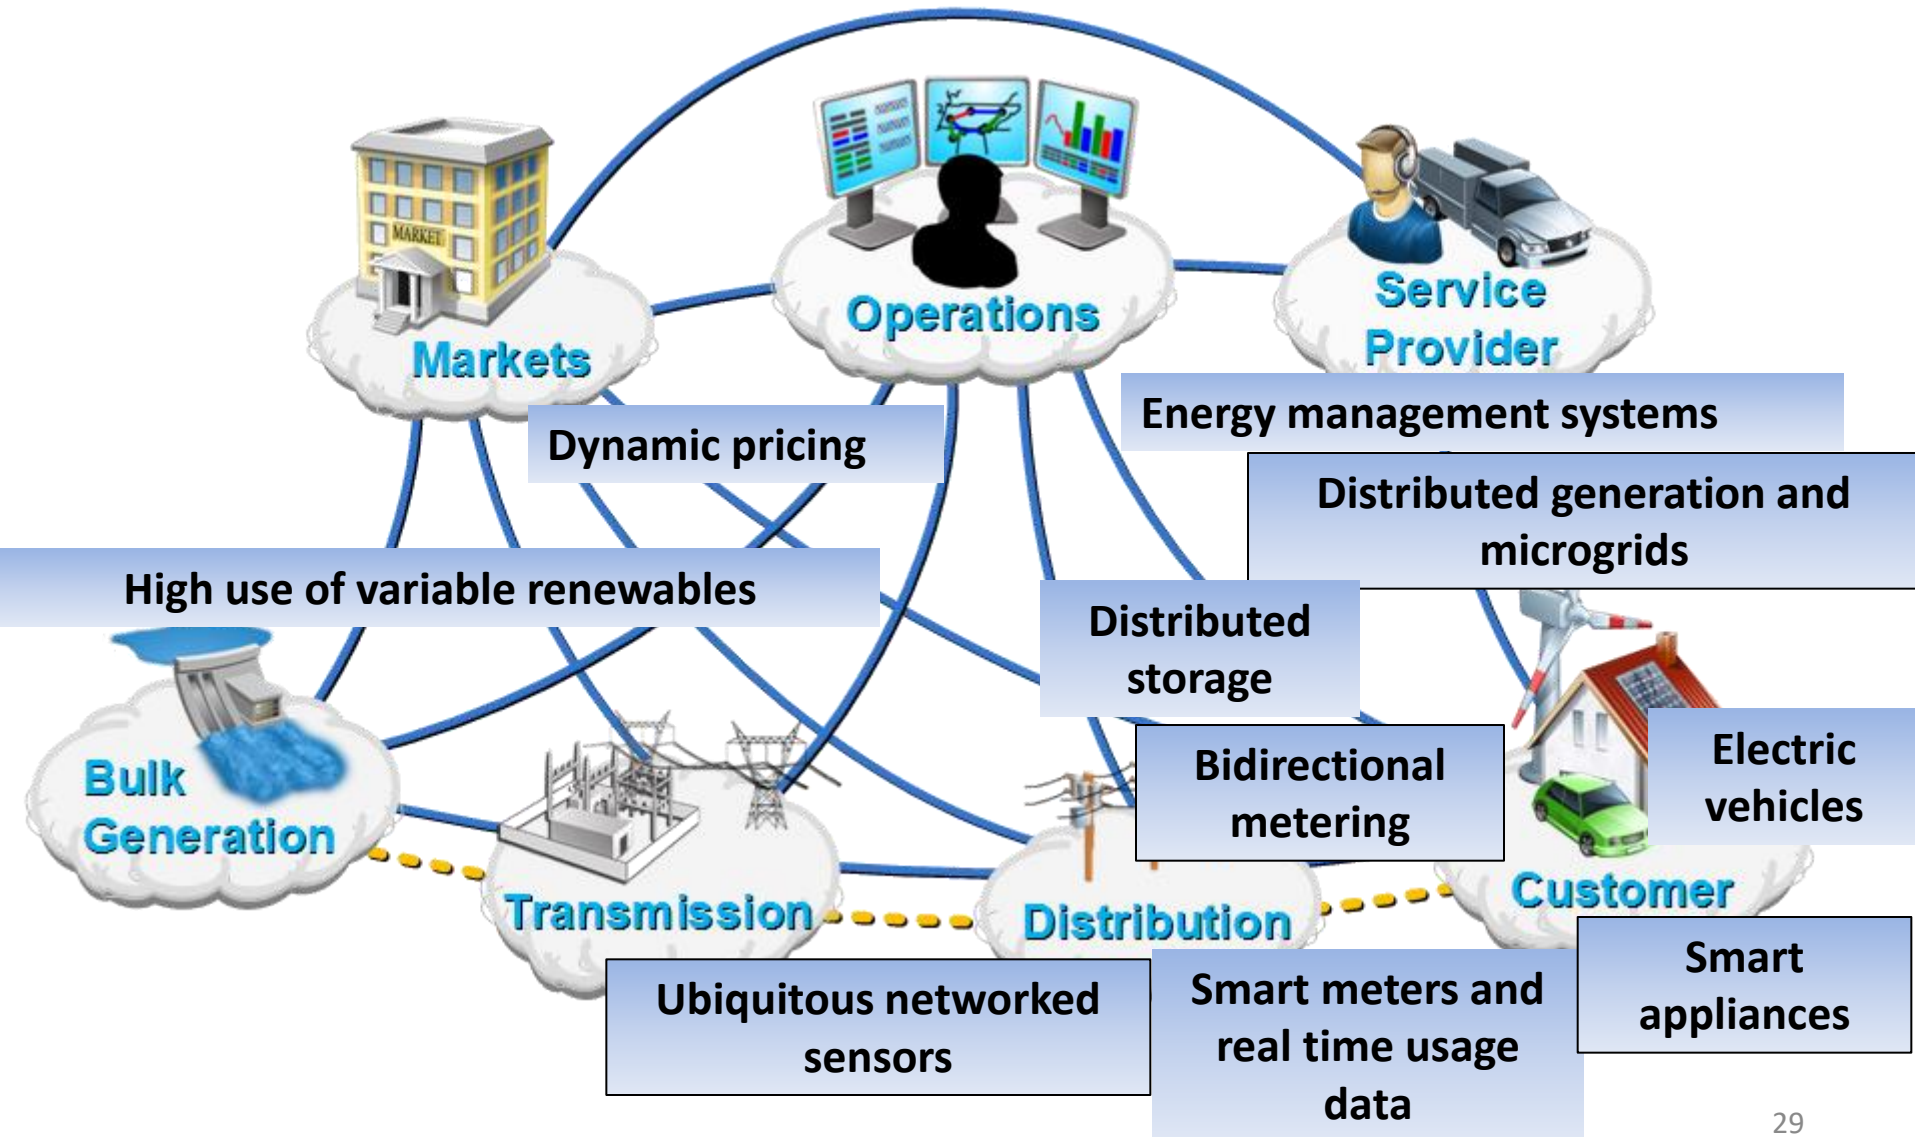 MARKET
Markets
Operations
Service
Provider
Dynamic pricing
Energy management systems
Distributed generation and
microgrids
High use of variable renewables
Distributed
storage
Bidirectional
metering
Electric
vehicles
Bulk
Generation
Transmission
Distribution
Customer
Ubiquitous networked
sensors
Smart meters and
real time usage
data
Smart
appliances
29